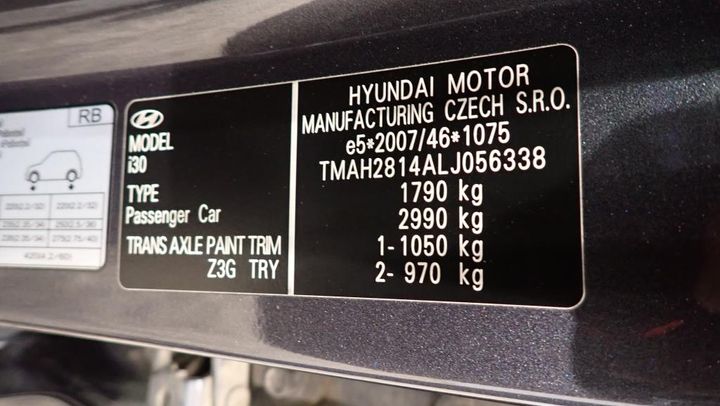 RB
MODEL
i30
TYPE
Passenger Car
TRANS AXLE PAINT TRIM
Z3G TRY
HYUNDAI MOTOR
MANUFACTURING CZECH S.R.O.
e5*2007/46*1075
TMAH2814ALJ056338
1790 kg
2990 kg
1- 1050 kg
2- 970 kg